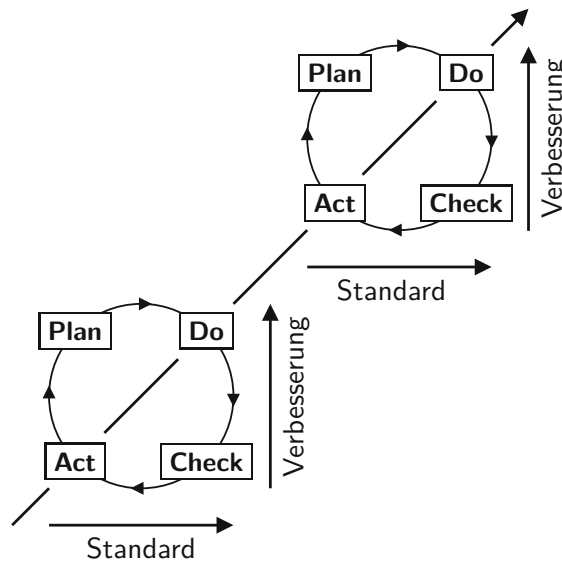 Plan
Do
Act
Check
Verbesserung
Standard
Plan
Do
Act
Check
Verbesserung
Standard